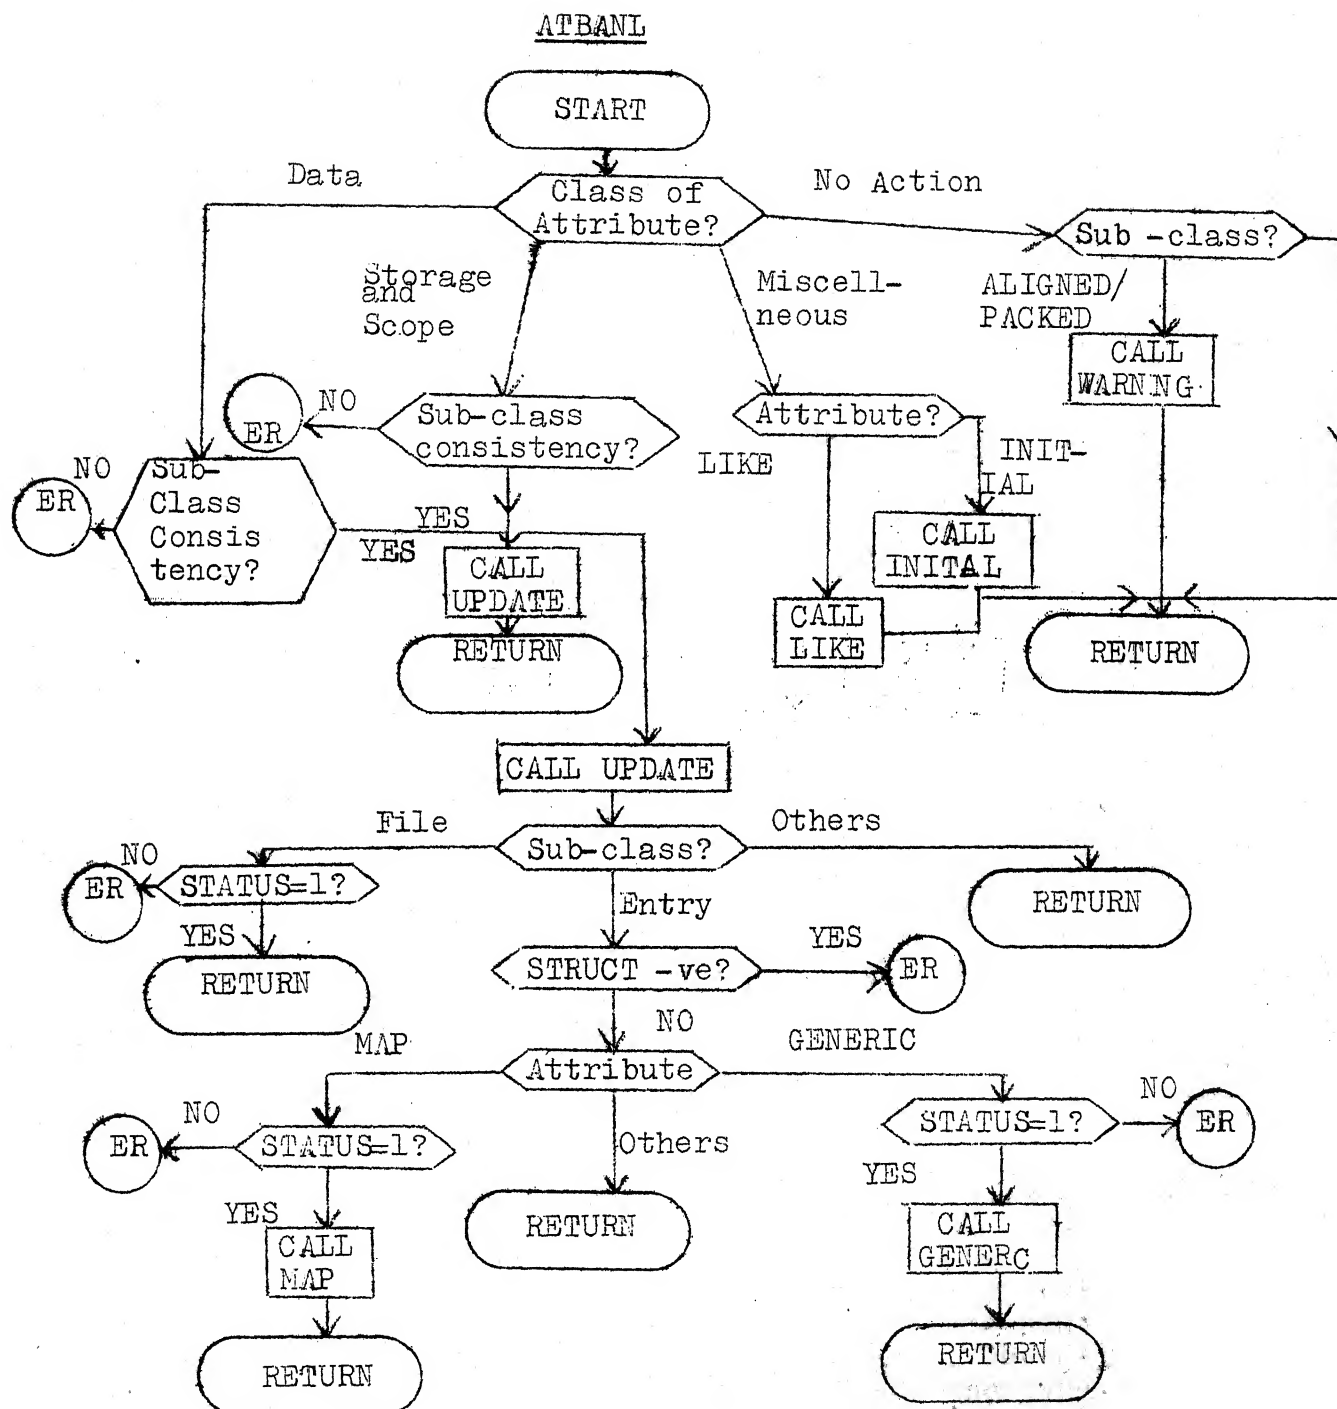 ATBANL
START
Data
Class of
Attribute?
No Action
Sub -class?
Storage
and
Scope
Miscell-
neous
ALIGNED/
PACKED
CALL
WARNING
NO
ER
Sub-class
consistency?
Attribute?
LIKE
INIT-
IAL
NO
ER
Sub-
Class
Consis
tency?
YES
YES
CALL
UPDATE
RETURN
CALL
INITAL
CALL
LIKE
RETURN
CALL UPDATE
File
Sub-class?
Others
NO
ER
STATUS=1?
YES
RETURN
Entry
RETURN
STRUCT -ve?
YES
ER
NO
MAP
Attribute
GENERIC
NO
ER
STATUS=1?
Others
STATUS=1?
NO
ER
YES
CALL
MAP
RETURN
YES
CALL
GENERC
RETURN
RETURN